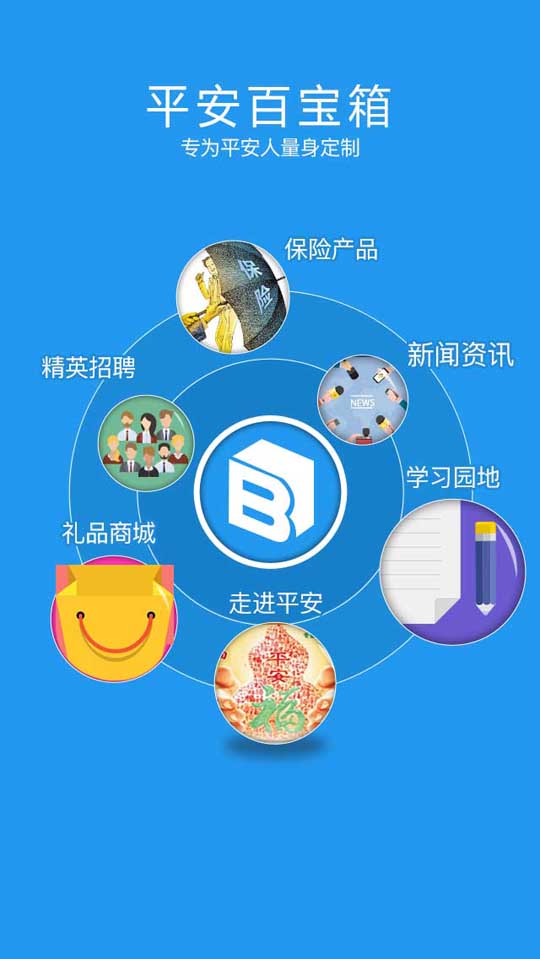 平安百宝箱
专为平安人量身定制
保险产品
保
险
新闻资讯
精英招聘
NEWS
学习园地
B
礼品商城
走进平安
平
安
福